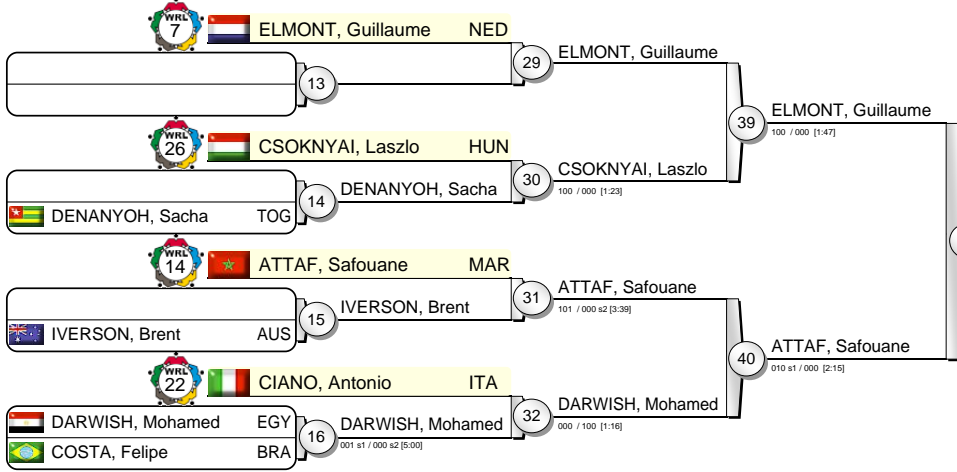 WRL
7
ELMONT, Guillaume NED
13
29
ELMONT, Guillaume
WRL
26
CSOKNYAI, Laszlo HUN
DENANYOH, Sacha TOG
14
DENANYOH, Sacha
30
CSOKNYAI, Laszlo
100 / 000 [1:23]
39
ELMONT, Guillaume
100 / 000 [1:47]
WRL
14
ATTAF, Safouane MAR
IVERSON, Brent AUS
15
IVERSON, Brent
31
ATTAF, Safouane
101 / 000 s2 [3:39]
WRL
22
CIANO, Antonio ITA
DARWISH, Mohamed EGY
COSTA, Felipe BRA
16
DARWISH, Mohamed
001 s1 / 000 s2 [5:00]
32
DARWISH, Mohamed
000 / 100 [1:16]
40
ATTAF, Safouane
010 s1 / 000 [2:15]